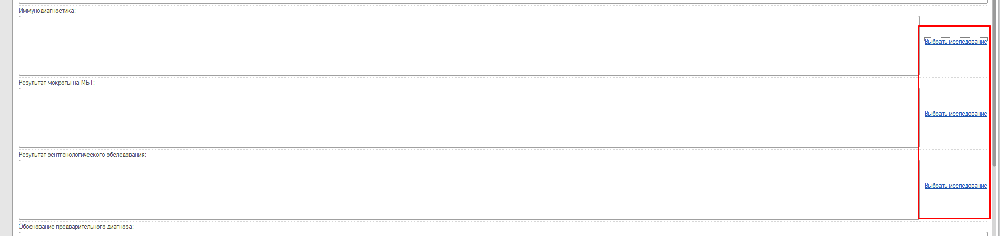 Иммунодиагностика:
Выбрать исследование
Результат мокроты на МБТ:
Выбрать исследование
Результат рентгенологического обследования:
Выбрать исследование
Обоснование предварительного диагноза: